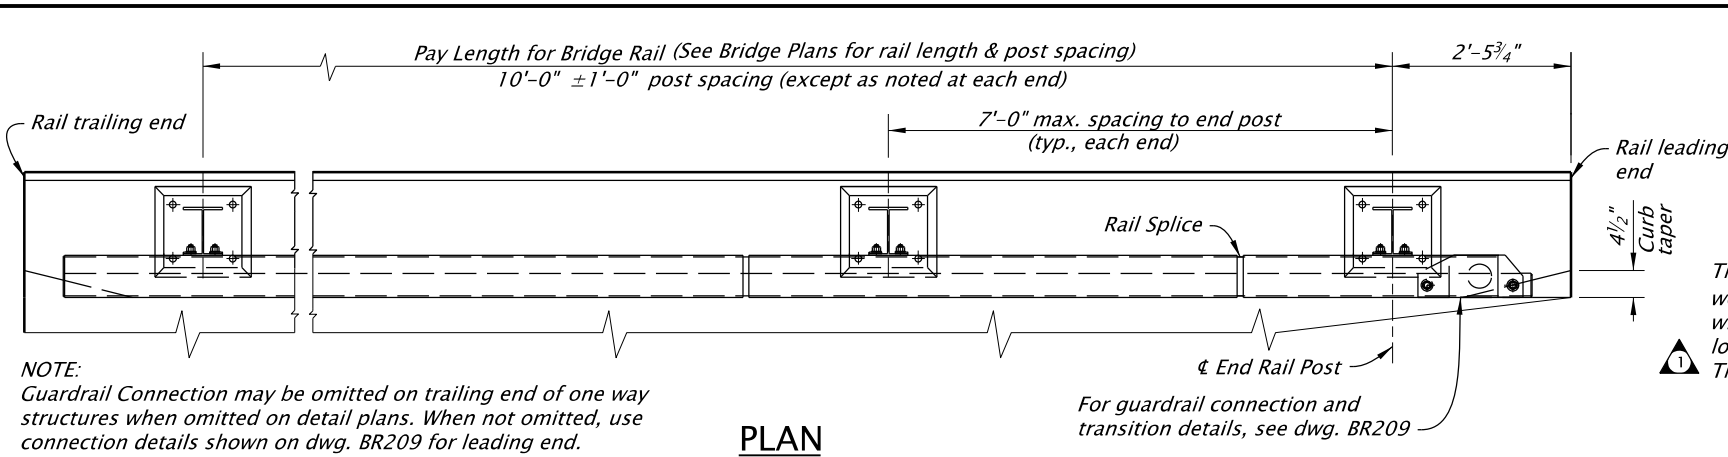 Pay Length for Bridge Rail (See Bridge Plans for rail length & post spacing)
10'-0" ±1'-0" post spacing (except as noted at each end)
2'-5¾"
7'-0" max. spacing to end post
(typ., each end)
Rail trailing end
Rail leading
end
Rail Splice
4½"
Curb
taper
℄ End Rail Post
For guardrail connection and
transition details, see dwg. BR209
NOTE:
Guardrail Connection may be omitted on trailing end of one way
structures when omitted on detail plans. When not omitted, use
connection details shown on dwg. BR209 for leading end.
PLAN
1